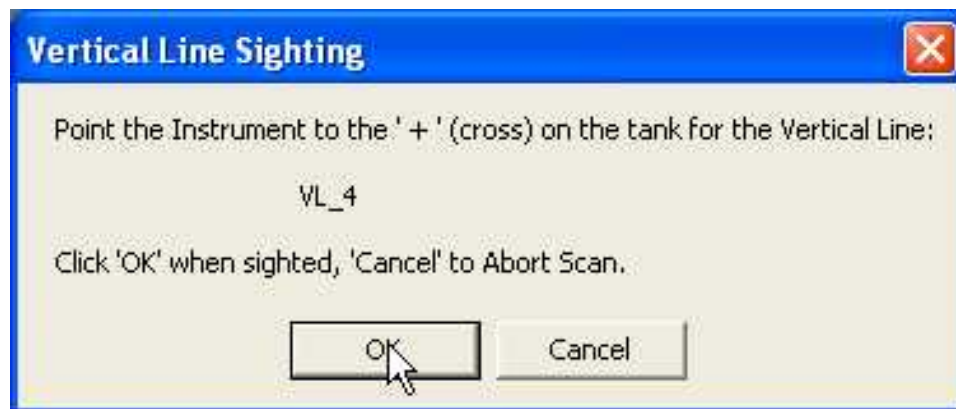 Vertical Line Sighting
Point the Instrument to the ' + ' (cross) on the tank for the Vertical Line:
VL_4
Click 'OK' when sighted, 'Cancel' to Abort Scan.
OK Cancel